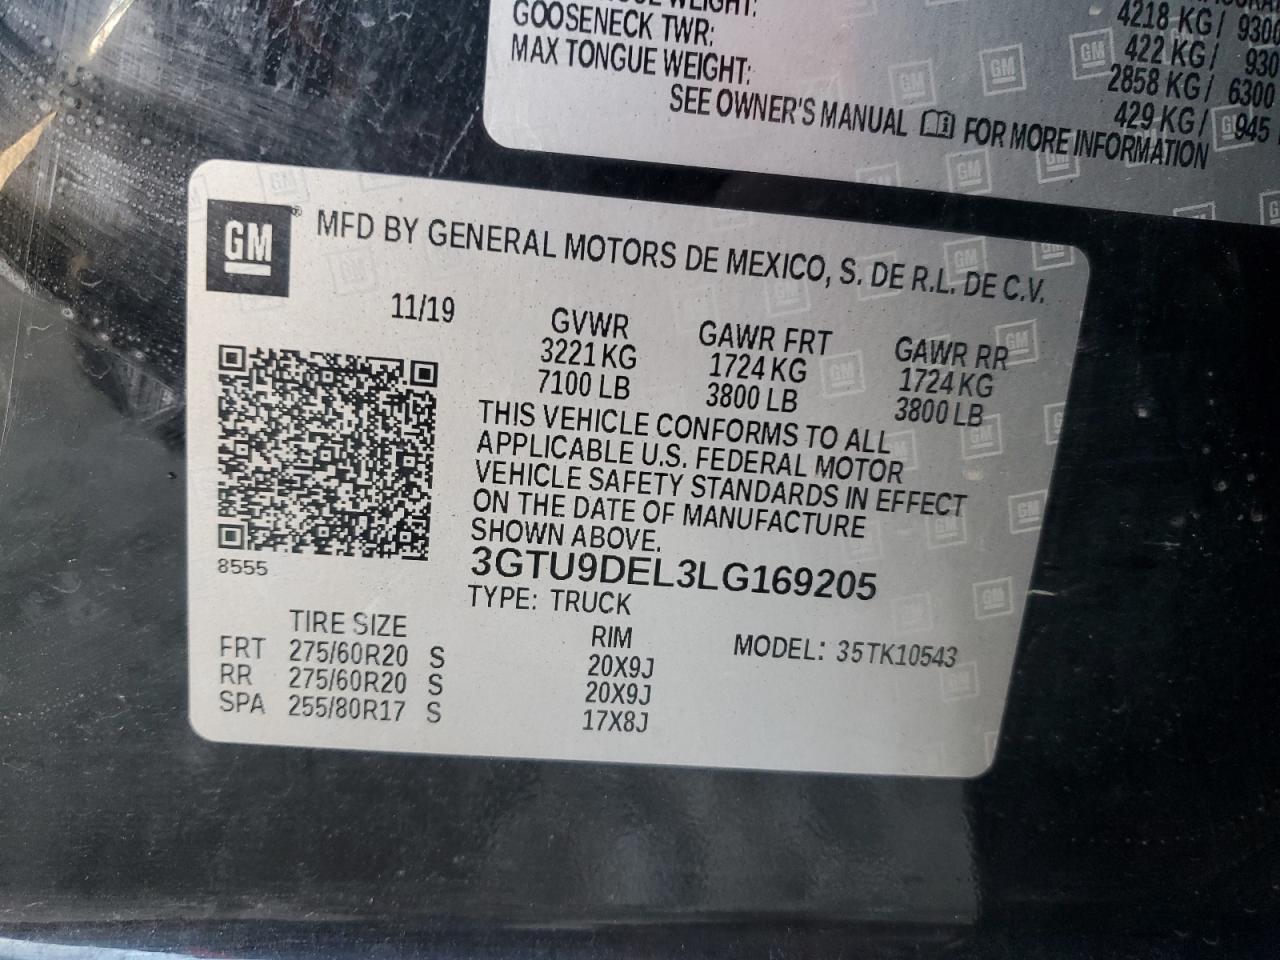 GOOSENECK TWR:
MAX TONGUE WEIGHT:
4218 KG / 9300
422 KG / 930
2858 KG / 6300
429 KG / 945
SEE OWNER'S MANUAL FOR MORE INFORMATION
GM
MFD BY GENERAL MOTORS DE MEXICO, S. DE R.L. DE C.V.
11/19
GVWR GAWR FRT GAWR RR
3221 KG 1724 KG 1724 KG
7100 LB 3800 LB 3800 LB
THIS VEHICLE CONFORMS TO ALL
APPLICABLE U.S. FEDERAL MOTOR
VEHICLE SAFETY STANDARDS IN EFFECT
ON THE DATE OF MANUFACTURE
SHOWN ABOVE.
8555
3GTU9DEL3LG169205
TYPE: TRUCK
TIRE SIZE RIM MODEL: 35TK10543
FRT 275/60R20 S 20X9J
RR 275/60R20 S 20X9J
SPA 255/80R17 S 17X8J